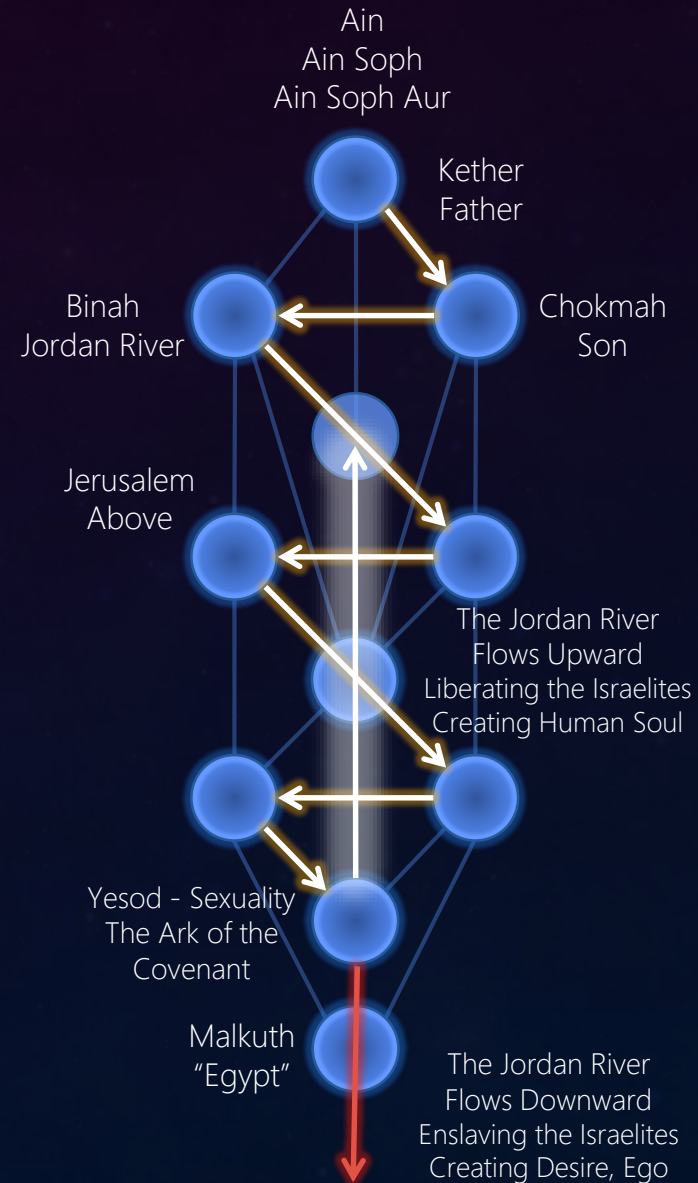 Ain
Ain Soph
Ain Soph Aur
Kether
Father
Binah
Jordan River
Chokmah
Son
Jerusalem
Above
The Jordan River
Flows Upward
Liberating the Israelites
Creating Human Soul
Yesod - Sexuality
The Ark of the
Covenant
Malkuth
“Egypt”
The Jordan River
Flows Downward
Enslaving the Israelites
Creating Desire, Ego